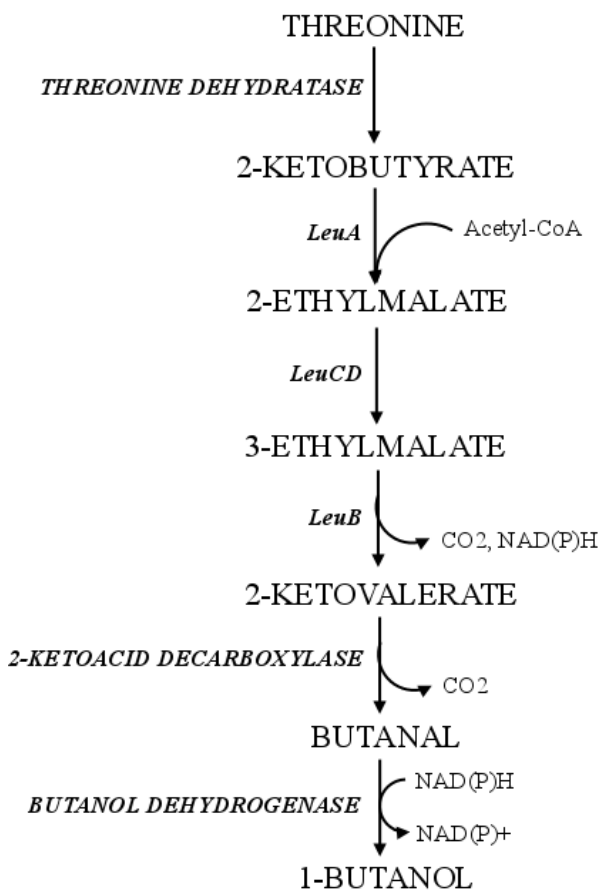 THREONINE
THREONINE DEHYDRATASE
2-KETOBUTYRATE
LeuA
Acetyl-CoA
2-ETHYLMALATE
LeuCD
3-ETHYLMALATE
LeuB
CO2, NAD(P)H
2-KETOVALERATE
2-KETOACID DECARBOXYLASE
CO2
BUTANAL
NAD(P)H
BUTANOL DEHYDROGENASE
NAD(P)+
1-BUTANOL